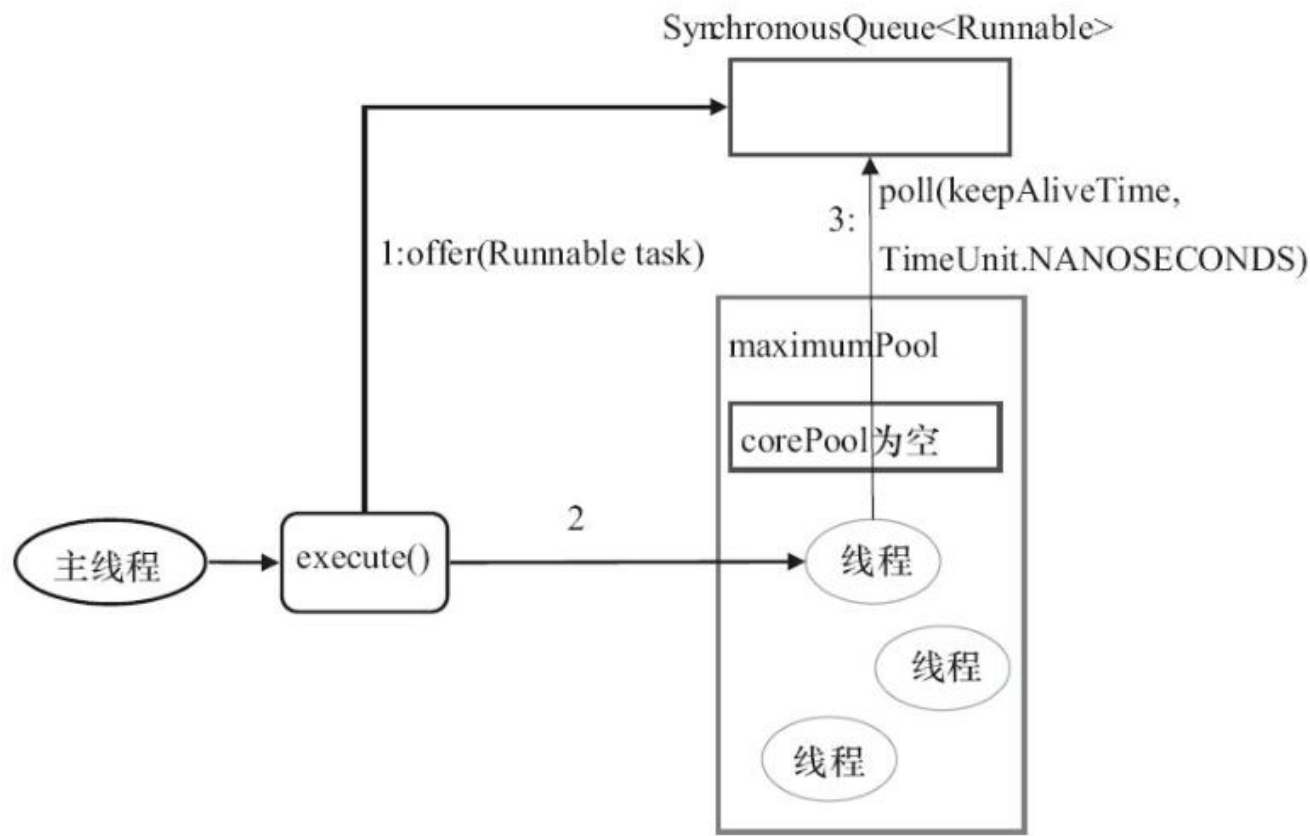 SynchronousQueue<Runnable>
poll(keepAliveTime,
3:
1:offer(Runnable task)
TimeUnit.NANOSECONDS)
maximumPool
corePool为空
2
主线程
execute()
线程
线程
线程